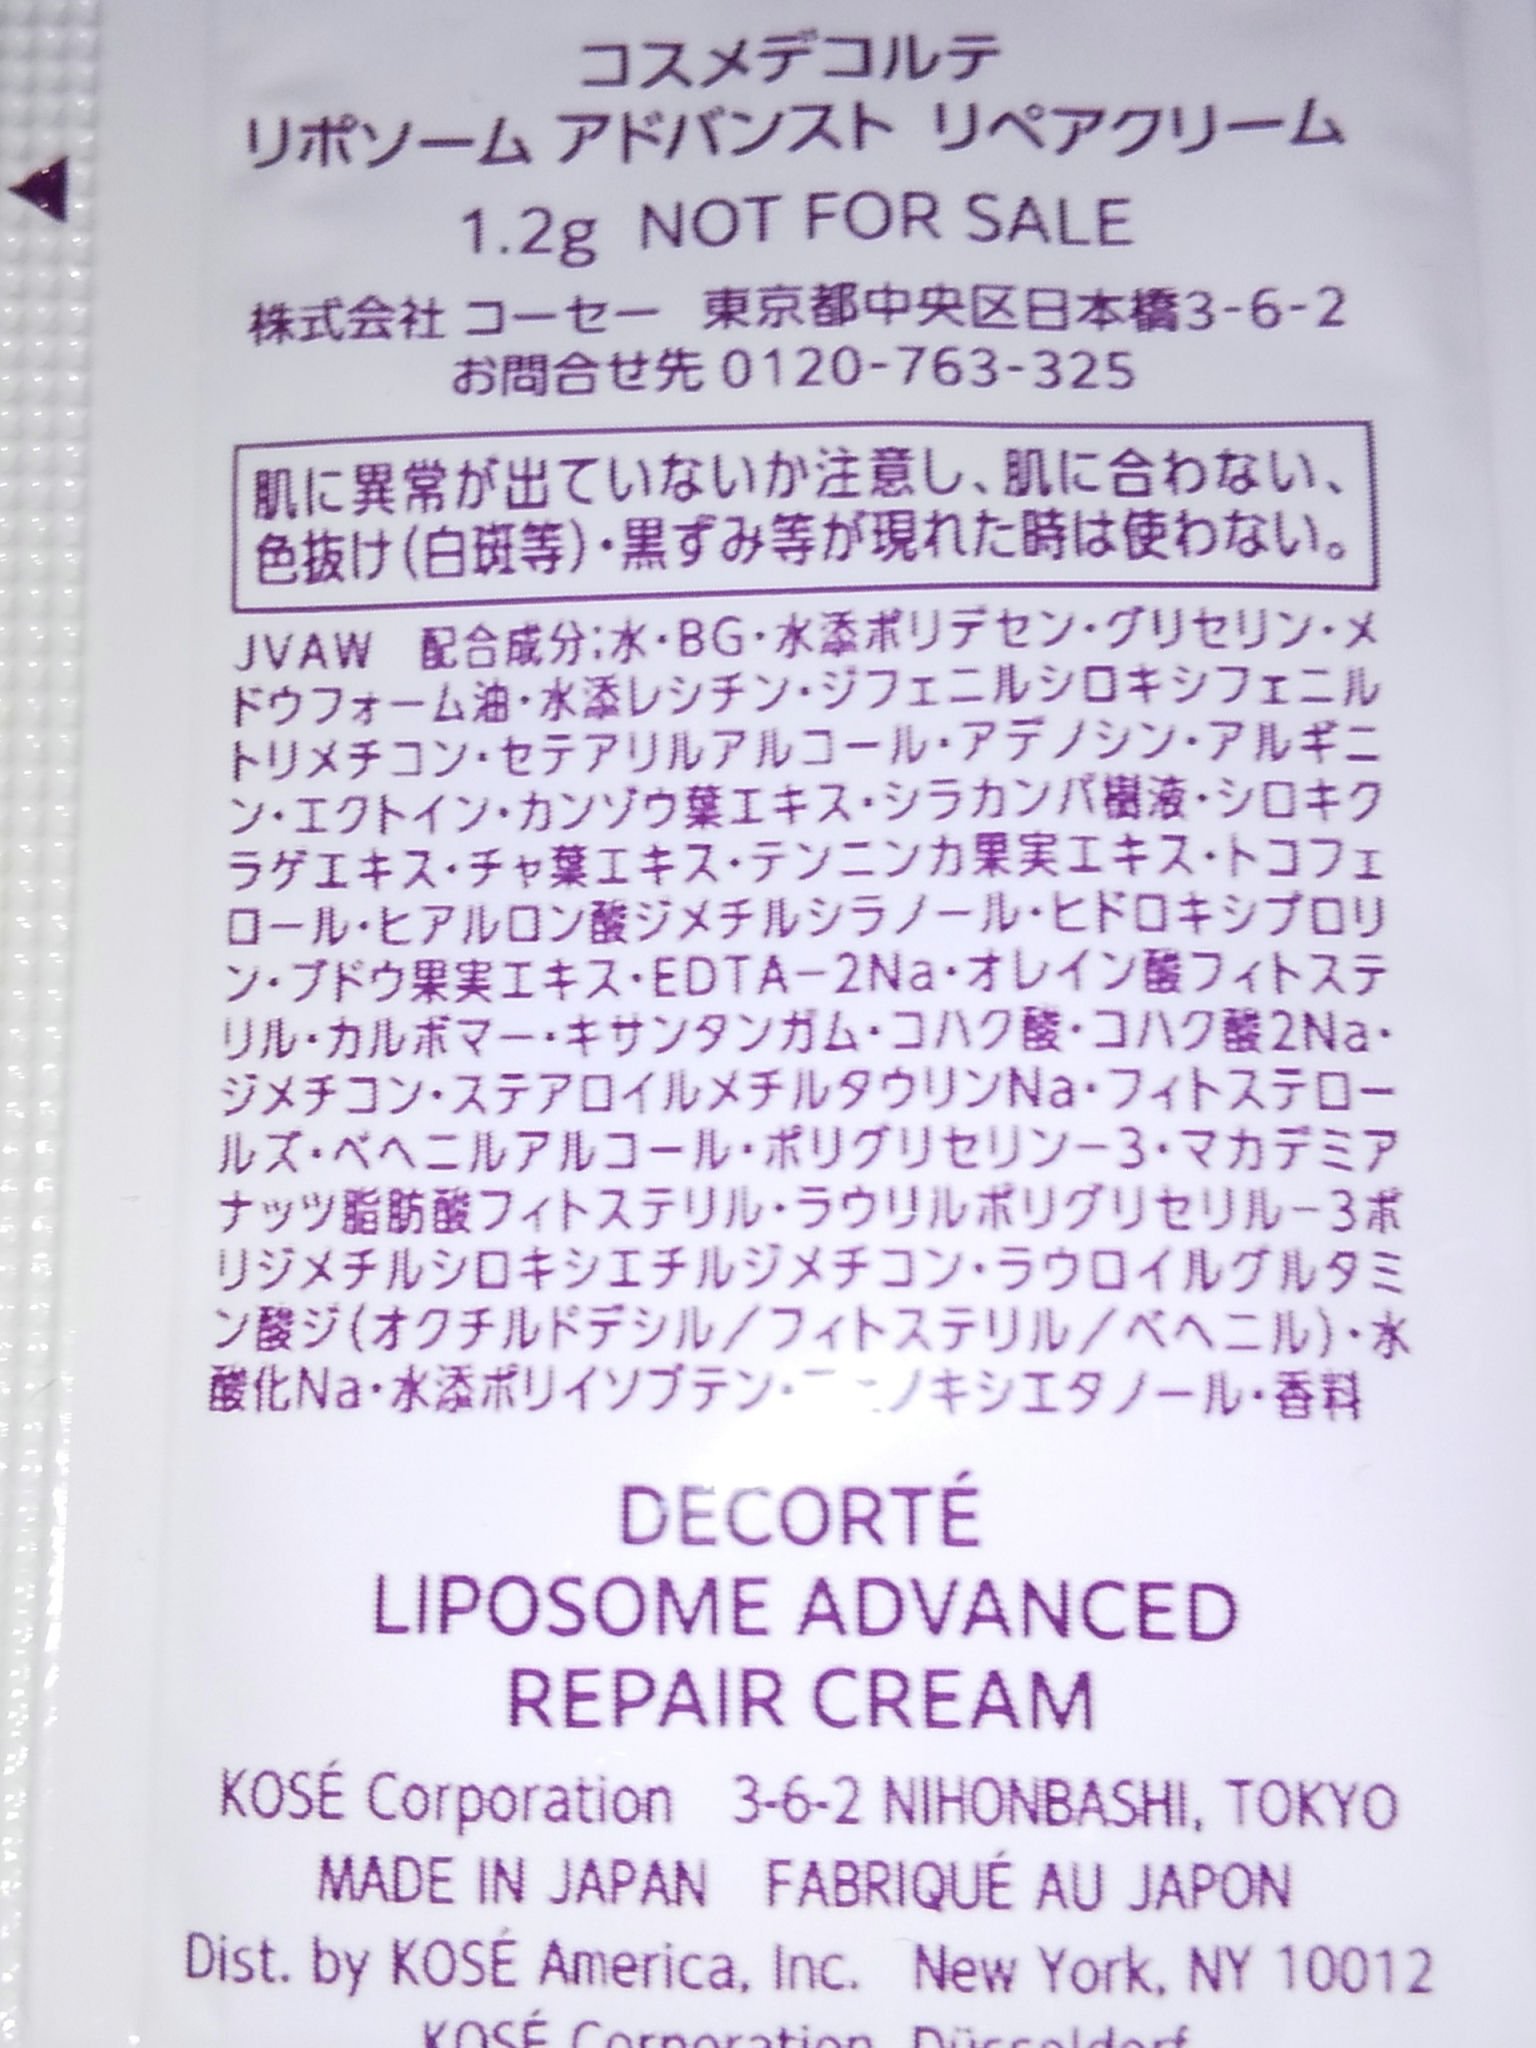 コスメデコルテ
リポソーム アドバンスト リペアクリーム
1.2g NOT FOR SALE
株式会社 コーセー 東京都中央区日本橋3-6-2
お問合せ先 0120-763-325
肌に異常が出ていないか注意し、肌に合わない、
色抜け(白斑等)・黒ずみ等が現れた時は使わない。
JVAW 配合成分:水・BG・水添ポリデセン・グリセリン・メ
ドウフォーム油・水添レシチン・ジフェニルシロキシフェニル
トリメチコン・セテアリルアルコール・アデノシン・アルギニ
ン・エクトイン・カンゾウ葉エキス・シラカンバ樹液・シロキク
ラゲエキス・チャ葉エキス・テンニンカ果実エキス・トコフェ
ロール・ヒアルロン酸ジメチルシラノール・ヒドロキシプロリ
ン・ブドウ果実エキス・EDTA-2Na・オレイン酸フィトステ
リル・カルボマー・キサンタンガム・コハク酸・コハク酸2Na・
ジメチコン・ステアロイルメチルタウリンNa・フィトステロー
ルズ・ベヘニルアルコール・ポリグリセリン-3・マカデミア
ナッツ脂肪酸フィトステリル・ラウリルポリグリセリル-3ポ
リジメチルシロキシエチルジメチコン・ラウロイルグルタミ
ン酸ジ(オクチルドデシル/フィトステリル/ベヘニル)・水
酸化Na・水添ポリイソブテン・ノキシエタノール・香料
DECORTÉ
LIPOSOME ADVANCED
REPAIR CREAM
KOSÉ Corporation 3-6-2 NIHONBASHI, TOKYO
MADE IN JAPAN FABRIQUÉ AU JAPON
Dist. by KOSÉ America, Inc. New York, NY 10012
KOSÉ Corporation Düsseldorf